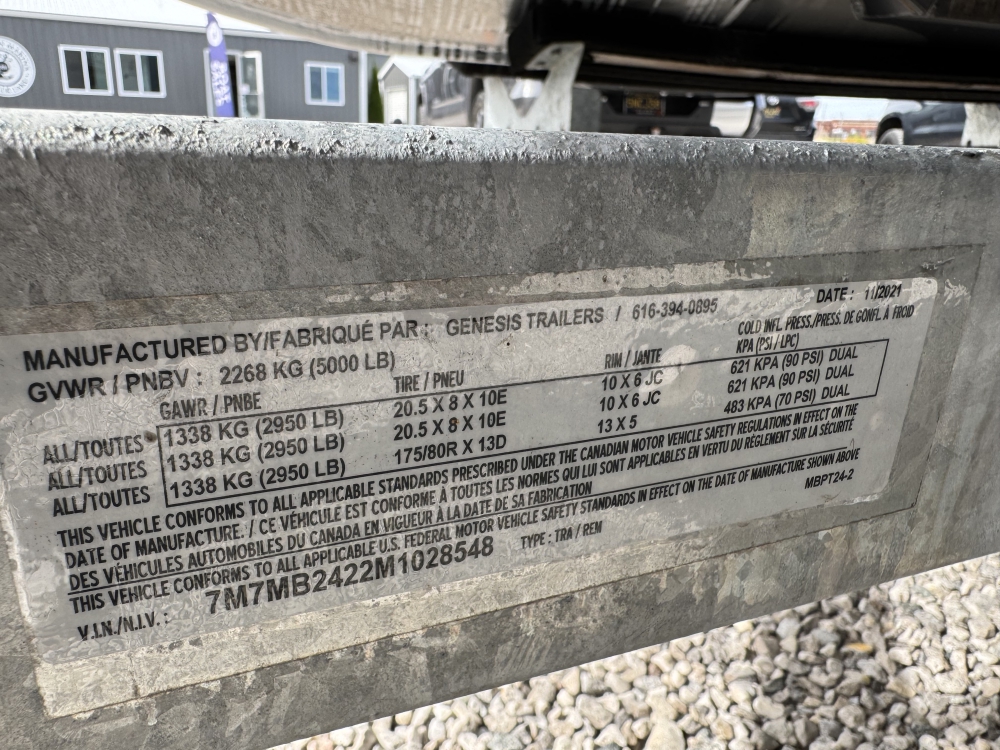 MANUFACTURED BY/FABRIQUÉ PAR : GENESIS TRAILERS / 616-394-0895 DATE : 11/2021
GVWR / PNBV : 2268 KG (5000 LB)
GAWR / PNBE TIRE / PNEU RIM / JANTE COLD INFL. PRESS./PRESS. DE GONFL. À FROID
KPA (PSI / LPC)
ALL/TOUTES 1338 KG (2950 LB) 20.5 X 8 X 10E 10 X 6 JC 621 KPA (90 PSI) DUAL
ALL/TOUTES 1338 KG (2950 LB) 20.5 X 8 X 10E 10 X 6 JC 621 KPA (90 PSI) DUAL
ALL/TOUTES 1338 KG (2950 LB) 175/80R X 13D 13 X 5 483 KPA (70 PSI) DUAL
THIS VEHICLE CONFORMS TO ALL APPLICABLE STANDARDS PRESCRIBED UNDER THE CANADIAN MOTOR VEHICLE SAFETY REGULATIONS IN EFFECT ON THE
DATE OF MANUFACTURE. / CE VÉHICULE EST CONFORME À TOUTES LES NORMES QUI LUI SONT APPLICABLES EN VERTU DU RÈGLEMENT SUR LA SÉCURITÉ
DES VÉHICULES AUTOMOBILES DU CANADA EN VIGUEUR À LA DATE DE SA FABRICATION
THIS VEHICLE CONFORMS TO ALL APPLICABLE U.S. FEDERAL MOTOR VEHICLE SAFETY STANDARDS IN EFFECT ON THE DATE OF MANUFACTURE SHOWN ABOVE
V.I.N./N.I.V. : 7M7MB2422M1028548 TYPE : TRA / REM MBPT24-2